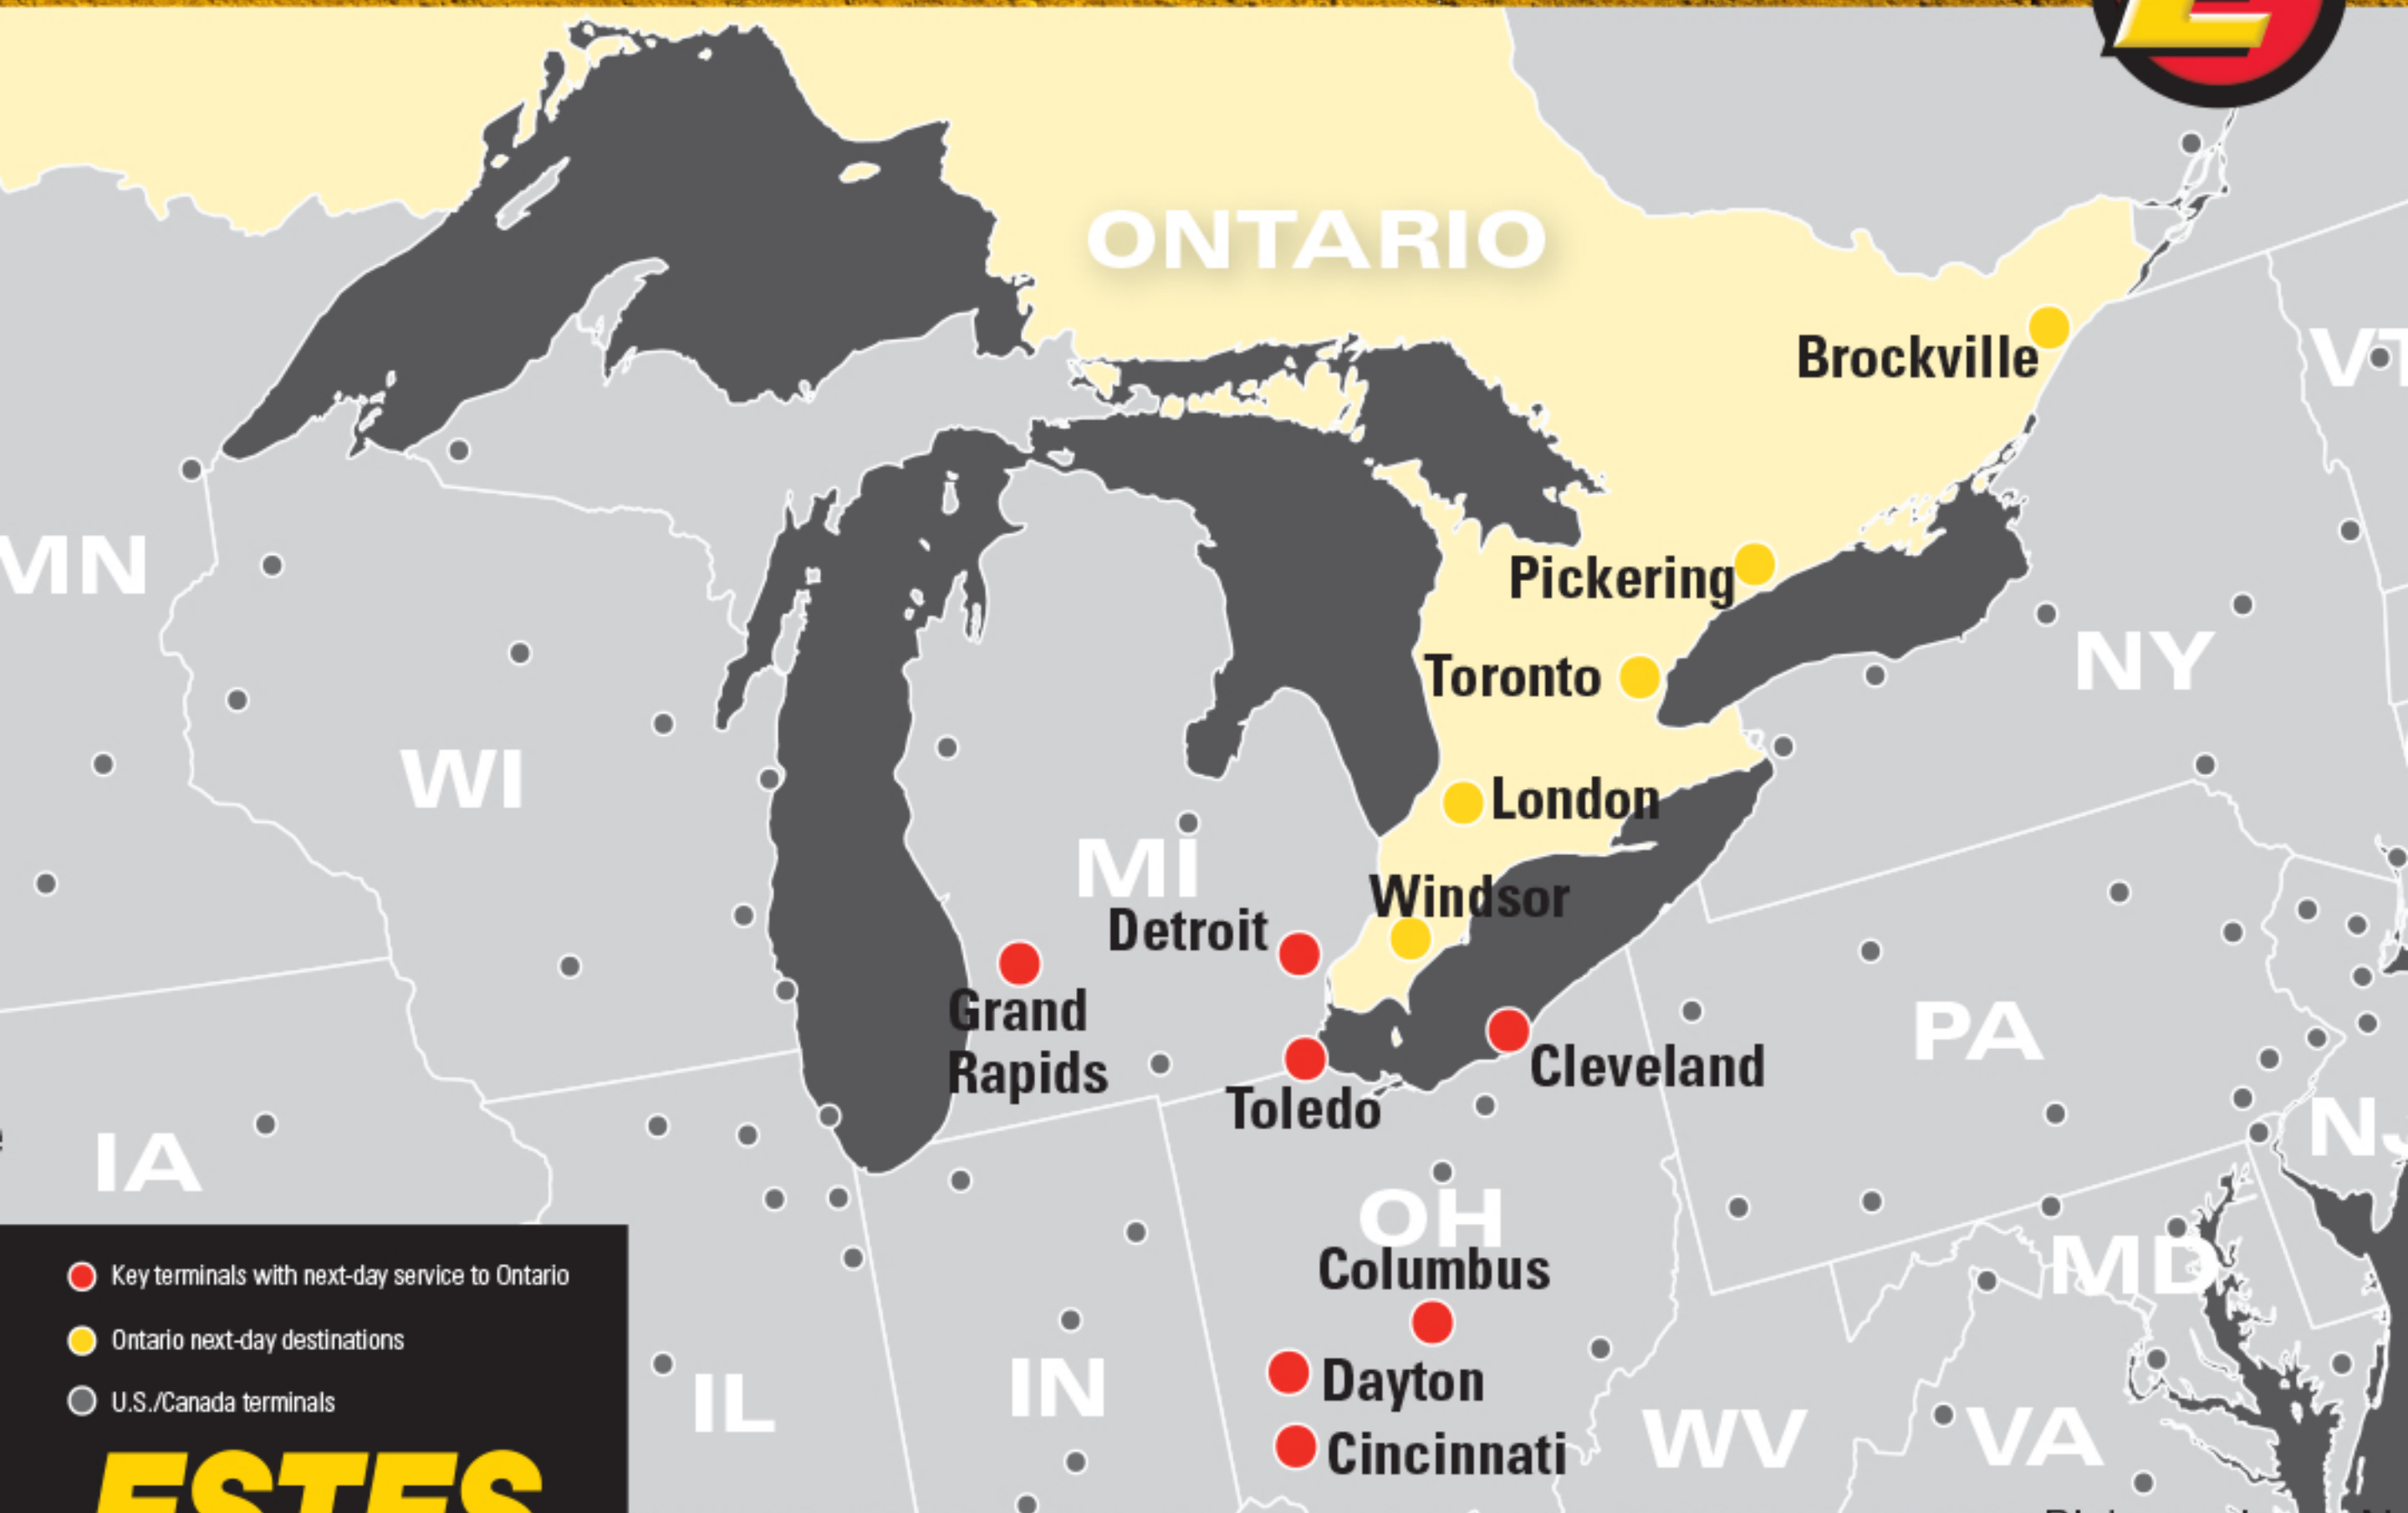 E
ONTARIO
Brockville
VT
MN
Pickering
NY
Toronto
WI
London
MI
Windsor
Detroit
Grand
Rapids
PA
Cleveland
Toledo
NJ
IA
OH
MD
Columbus
Key terminals with next-day service to Ontario
Ontario next-day destinations
U.S./Canada terminals
IL
IN
Dayton
WV
VA
Cincinnati
ESTES